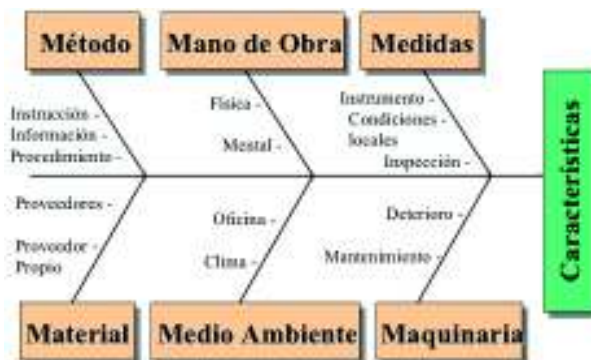 Método
Mano de Obra
Medidas
Instrucción -
Información -
Procedimiento -
Física -
Mental -
Instrumento -
Condiciones -
locales
Inspección -
Características
Proveedores -
Proveedor -
Propio
Oficina -
Clima -
Deterioro -
Mantenimiento -
Material
Medio Ambiente
Maquinaria